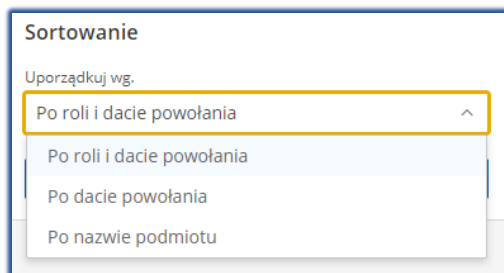 Sortowanie
Uporządkuj wg.
Po roli i dacie powołania
Po roli i dacie powołania
Po dacie powołania
Po nazwie podmiotu